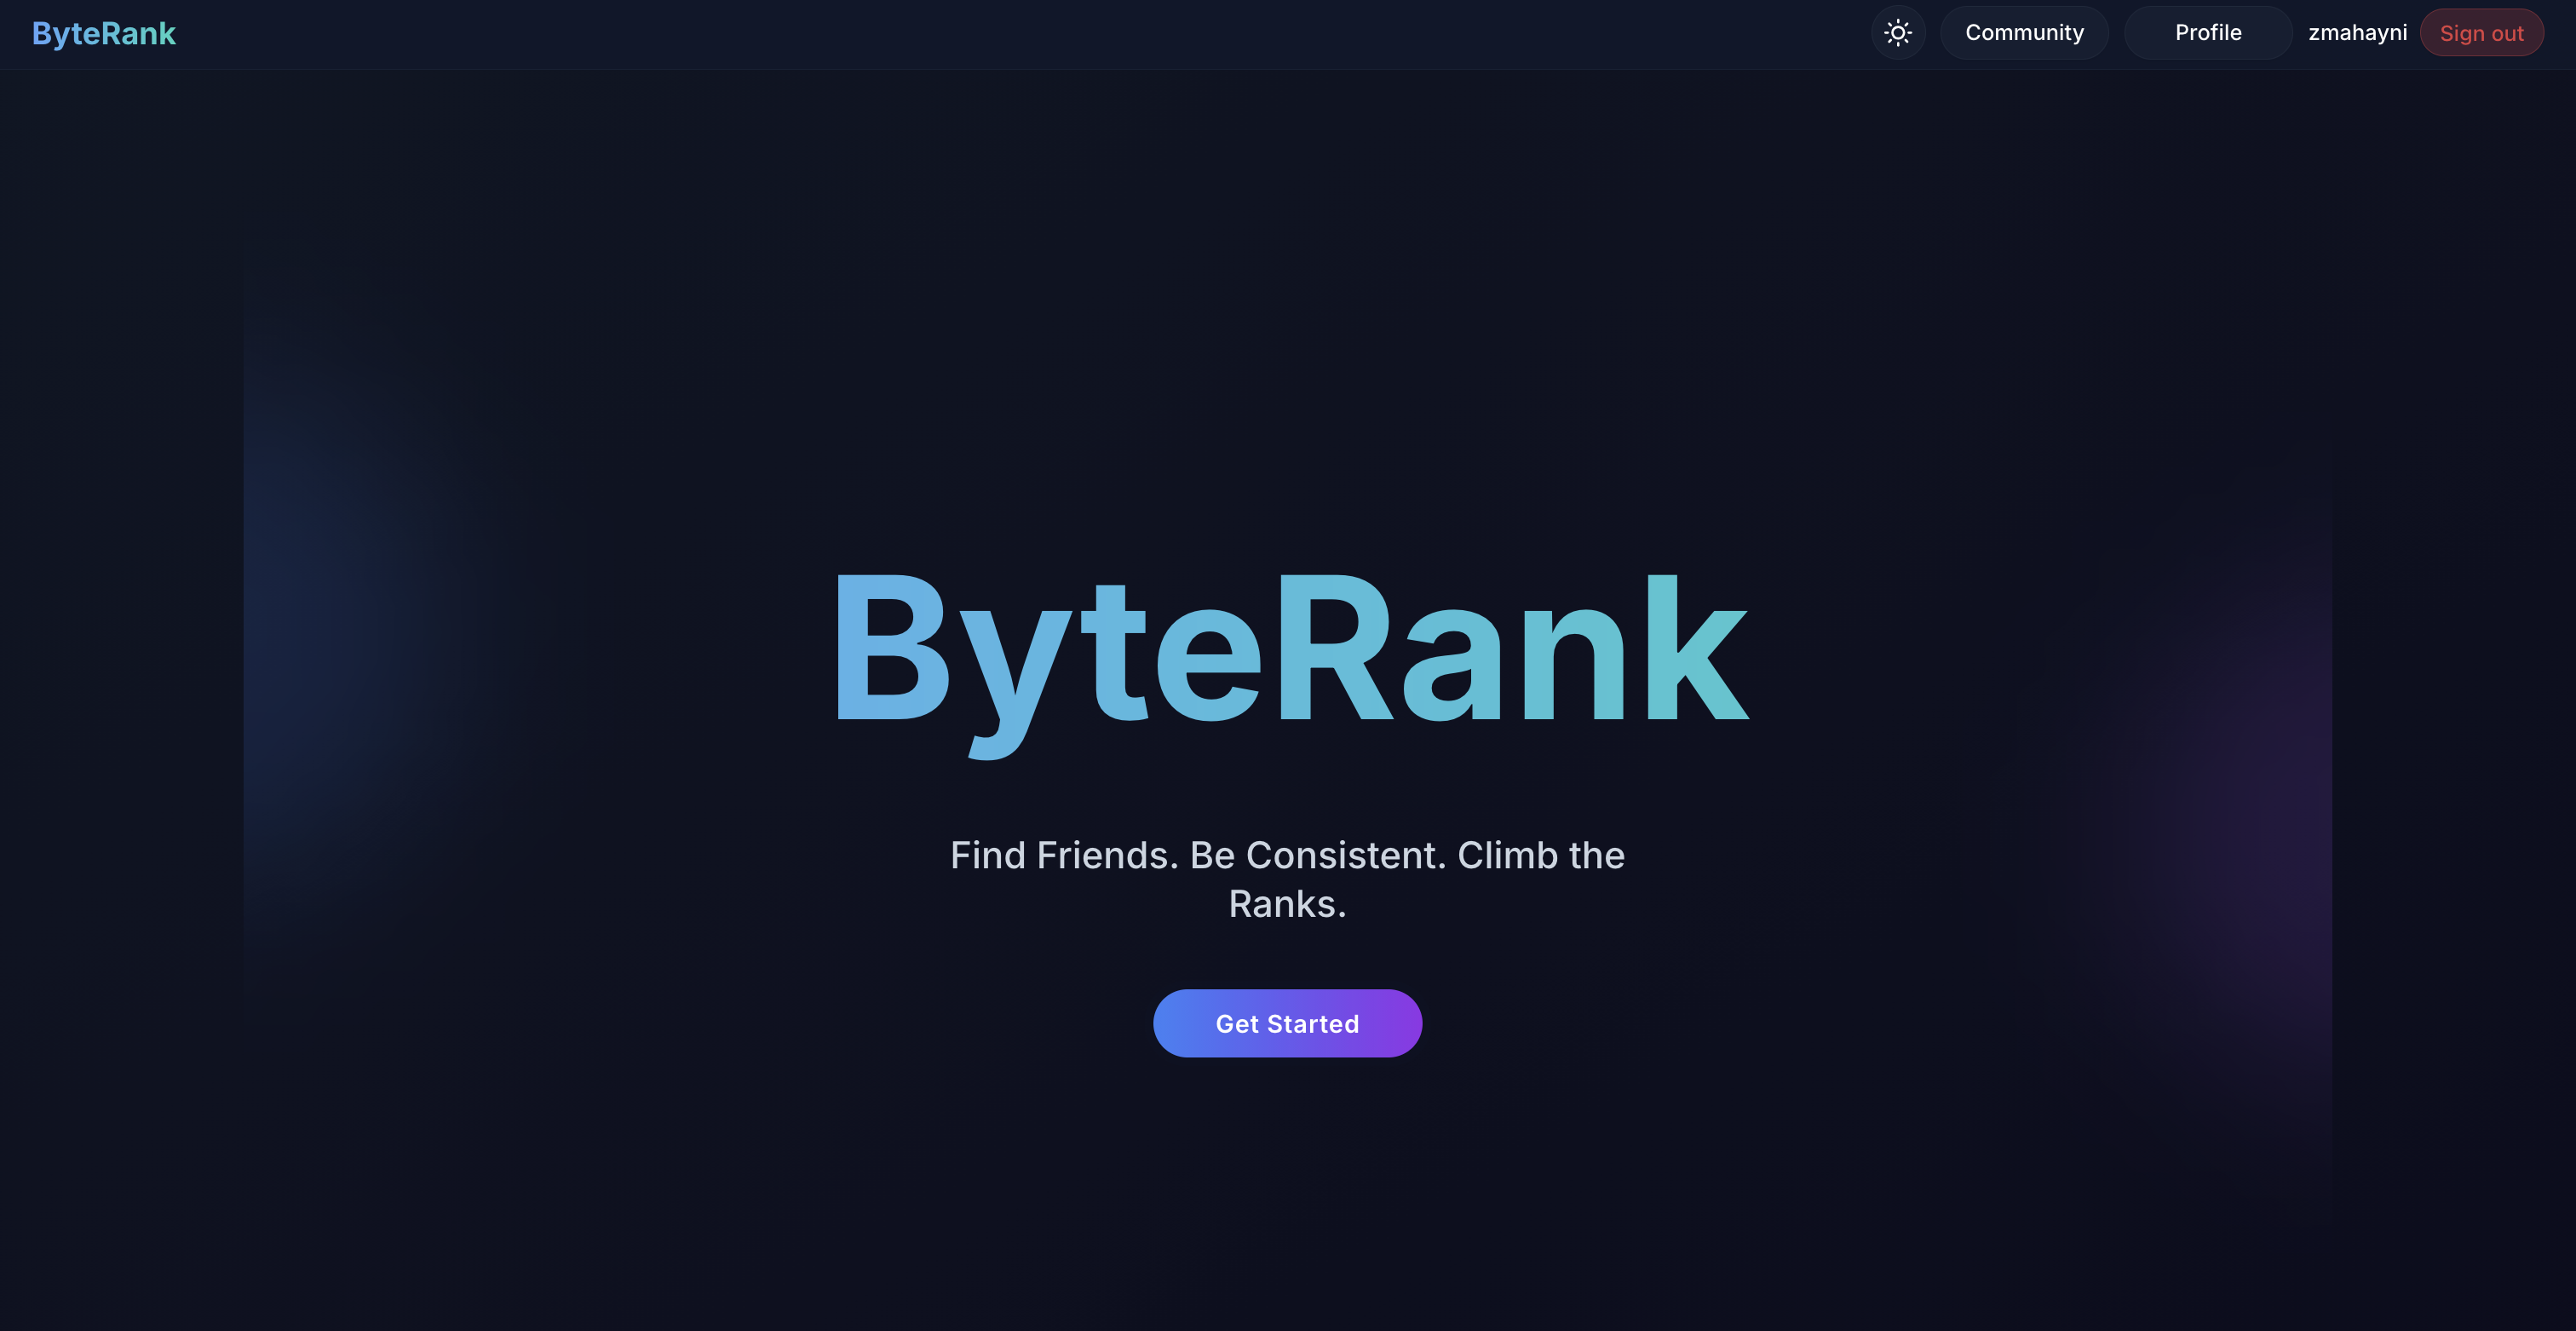 ByteRank
Community
Profile
zmahayni
Sign out
ByteRank
Find Friends. Be Consistent. Climb the
Ranks.
Get Started